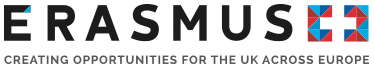 ERASMUS+
CREATING OPPORTUNITIES FOR THE UK ACROSS EUROPE